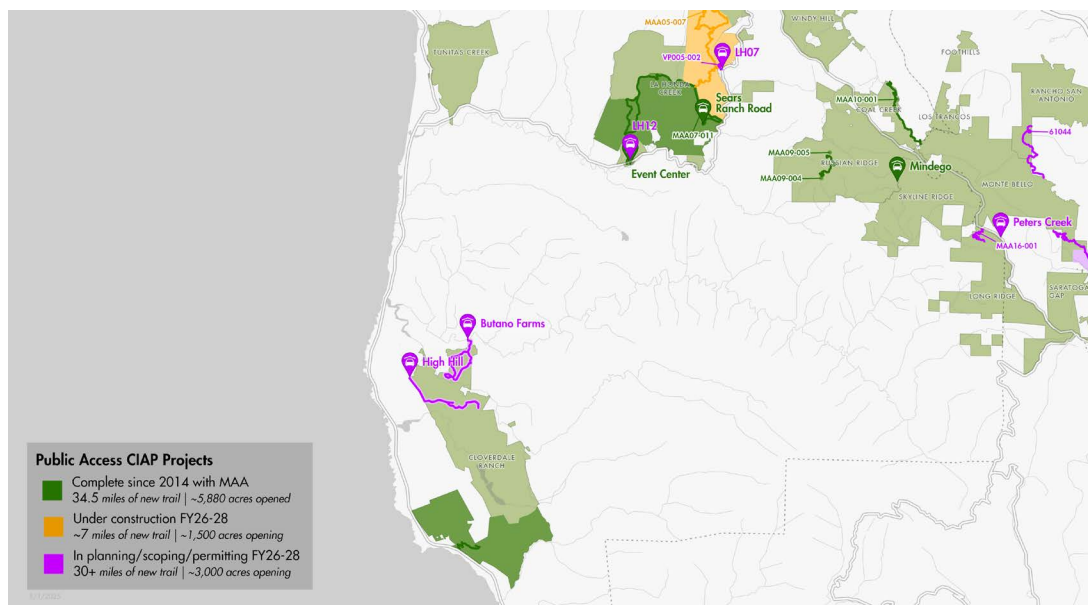 MAA05-007
WINDY HILL
TUNITAS CREEK
LH07
VP005-002
FOOTHILLS
LA HONDA
CREEK
RANCHO SAN
ANTONIO
Sears
Ranch Road
MAA10-001
COAL CREEK
LOS TRANCOS
LH12
MAA07-011
61044
MAA09-005
RUSSIAN RIDGE
Mindego
Event Center
MAA09-004
MONTE BELLO
SKYLINE RIDGE
Peters Creek
MAA16-001
SARATOGA
GAP
LONG RIDGE
Butano Farms
High Hill
CLOVERDALE
RANCH
Public Access CIAP Projects
Complete since 2014 with MAA
34.5 miles of new trail | ~5,880 acres opened
Under construction FY26-28
~7 miles of new trail | ~1,500 acres opening
In planning/scoping/permitting FY26-28
30+ miles of new trail | ~3,000 acres opening